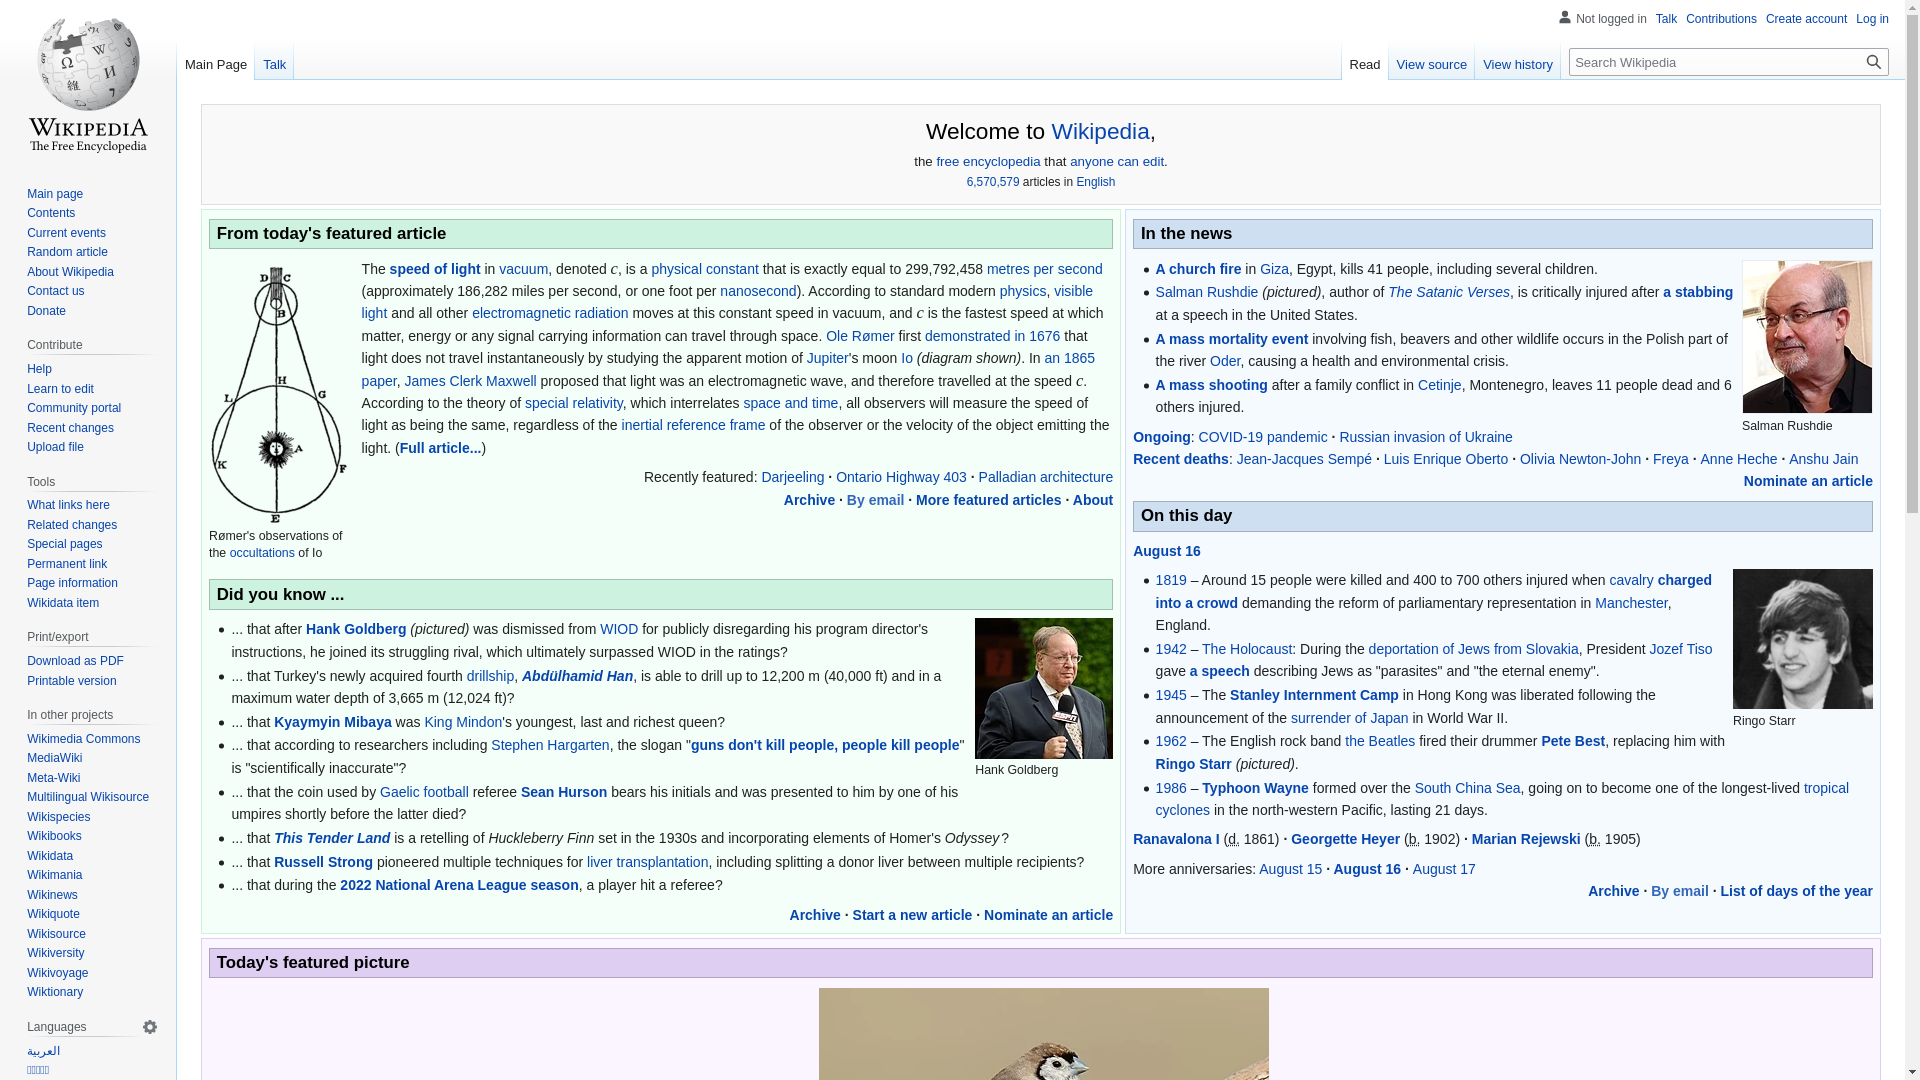 Not logged in Talk Contributions Create account Log in
Main Page Talk
Read View source View history Search Wikipedia
WIKIPEDIA
The Free Encyclopedia
Main page
Contents
Current events
Random article
About Wikipedia
Contact us
Donate
Contribute
Help
Learn to edit
Community portal
Recent changes
Upload file
Tools
What links here
Related changes
Special pages
Permanent link
Page information
Wikidata item
Print/export
Download as PDF
Printable version
In other projects
Wikimedia Commons
MediaWiki
Meta-Wiki
Multilingual Wikisource
Wikispecies
Wikibooks
Wikidata
Wikimania
Wikinews
Wikiquote
Wikisource
Wikiversity
Wikivoyage
Wiktionary
Languages
العربية
Welcome to Wikipedia,
the free encyclopedia that anyone can edit.
6,570,579 articles in English
From today's featured article
D C
B
H
L G
A
K F
E
Rømer's observations of
the occultations of Io
The speed of light in vacuum, denoted c, is a physical constant that is exactly equal to 299,792,458 metres per second
(approximately 186,282 miles per second, or one foot per nanosecond). According to standard modern physics, visible
light and all other electromagnetic radiation moves at this constant speed in vacuum, and c is the fastest speed at which
matter, energy or any signal carrying information can travel through space. Ole Rømer first demonstrated in 1676 that
light does not travel instantaneously by studying the apparent motion of Jupiter's moon Io (diagram shown). In an 1865
paper, James Clerk Maxwell proposed that light was an electromagnetic wave, and therefore travelled at the speed c.
According to the theory of special relativity, which interrelates space and time, all observers will measure the speed of
light as being the same, regardless of the inertial reference frame of the observer or the velocity of the object emitting the
light. (Full article...)
Recently featured: Darjeeling · Ontario Highway 403 · Palladian architecture
Archive · By email · More featured articles · About
Did you know ...
... that after Hank Goldberg (pictured) was dismissed from WIOD for publicly disregarding his program director's
instructions, he joined its struggling rival, which ultimately surpassed WIOD in the ratings?
... that Turkey's newly acquired fourth drillship, Abdülhamid Han, is able to drill up to 12,200 m (40,000 ft) and in a
maximum water depth of 3,665 m (12,024 ft)?
... that Kyaymyin Mibaya was King Mindon's youngest, last and richest queen?
... that according to researchers including Stephen Hargarten, the slogan "guns don't kill people, people kill people"
is "scientifically inaccurate"?
... that the coin used by Gaelic football referee Sean Hurson bears his initials and was presented to him by one of his
umpires shortly before the latter died?
... that This Tender Land is a retelling of Huckleberry Finn set in the 1930s and incorporating elements of Homer's Odyssey?
... that Russell Strong pioneered multiple techniques for liver transplantation, including splitting a donor liver between multiple recipients?
... that during the 2022 National Arena League season, a player hit a referee?
ESPN
Hank Goldberg
Archive · Start a new article · Nominate an article
In the news
A church fire in Giza, Egypt, kills 41 people, including several children.
Salman Rushdie (pictured), author of The Satanic Verses, is critically injured after a stabbing
at a speech in the United States.
A mass mortality event involving fish, beavers and other wildlife occurs in the Polish part of
the river Oder, causing a health and environmental crisis.
A mass shooting after a family conflict in Cetinje, Montenegro, leaves 11 people dead and 6
others injured.
Salman Rushdie
Ongoing: COVID-19 pandemic · Russian invasion of Ukraine
Recent deaths: Jean-Jacques Sempé · Luis Enrique Oberto · Olivia Newton-John · Freya · Anne Heche · Anshu Jain
Nominate an article
On this day
August 16
1819 – Around 15 people were killed and 400 to 700 others injured when cavalry charged
into a crowd demanding the reform of parliamentary representation in Manchester,
England.
1942 – The Holocaust: During the deportation of Jews from Slovakia, President Jozef Tiso
gave a speech describing Jews as "parasites" and "the eternal enemy".
1945 – The Stanley Internment Camp in Hong Kong was liberated following the
announcement of the surrender of Japan in World War II.
1962 – The English rock band the Beatles fired their drummer Pete Best, replacing him with
Ringo Starr (pictured).
1986 – Typhoon Wayne formed over the South China Sea, going on to become one of the longest-lived tropical
cyclones in the north-western Pacific, lasting 21 days.
Ringo Starr
Ranavalona I (d. 1861) · Georgette Heyer (b. 1902) · Marian Rejewski (b. 1905)
More anniversaries: August 15 · August 16 · August 17
Archive · By email · List of days of the year
Today's featured picture